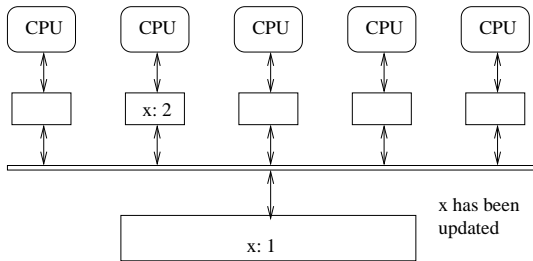 CPU CPU CPU CPU CPU
x: 2
x has been
updated
x: 1